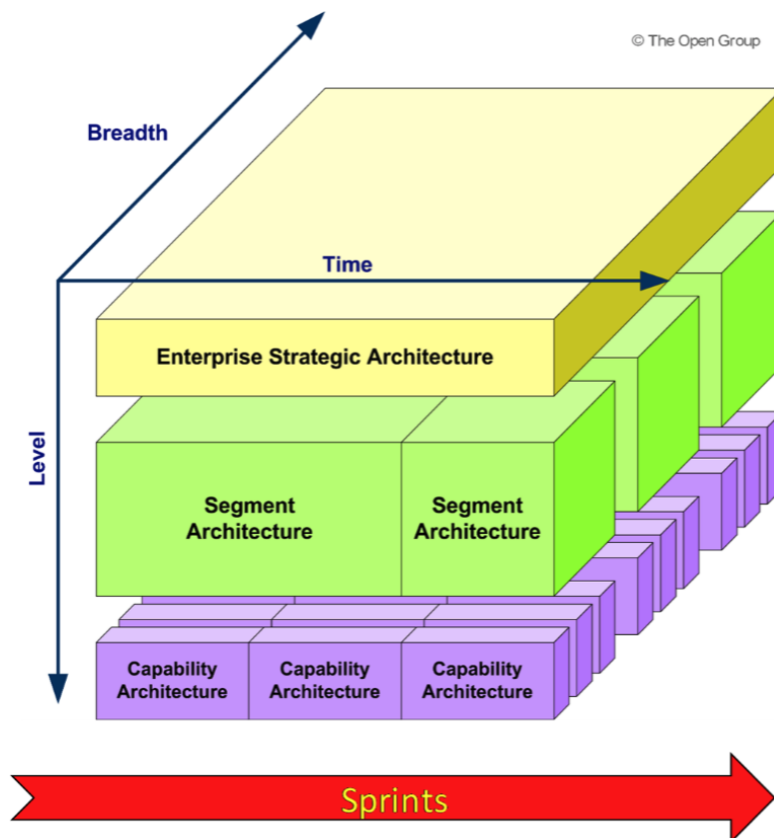 © The Open Group
Breadth
Time
Enterprise Strategic Architecture
Level
Segment
Architecture
Segment
Architecture
Capability
Architecture
Capability
Architecture
Capability
Architecture
Sprints